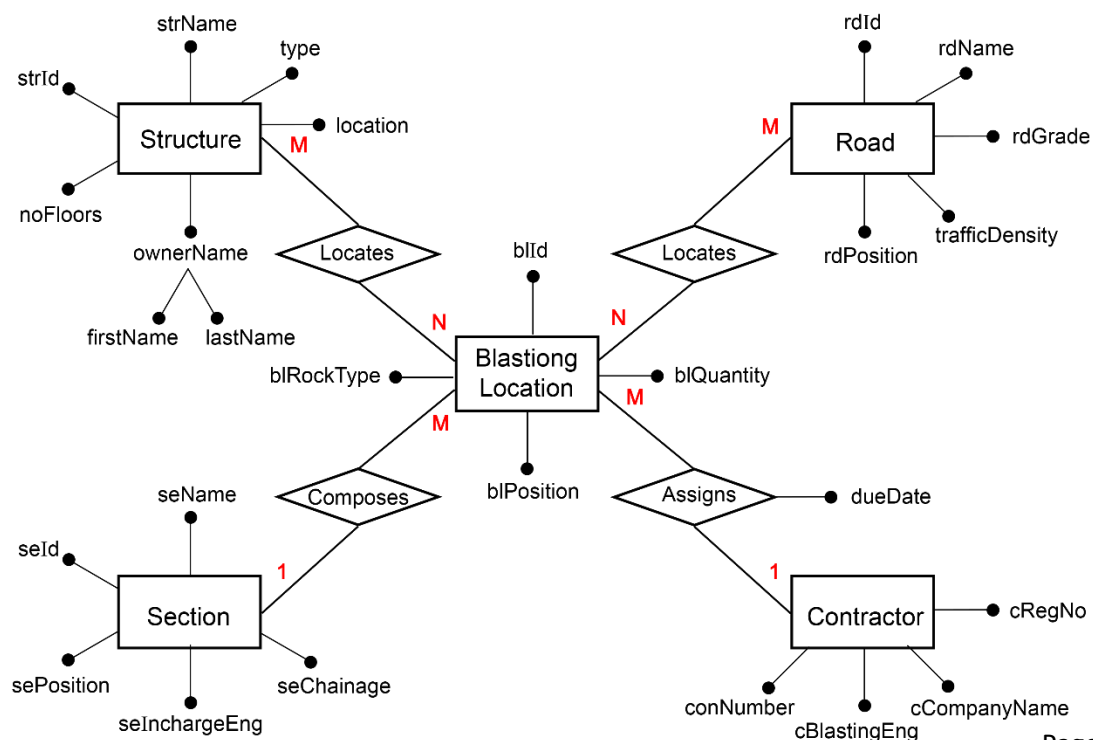 strName
rdId
type
rdName
strId
location
Structure
M
M
Road
rdGrade
noFloors
ownerName
trafficDensity
rdPosition
Locates
Locates
blId
firstName
lastName
N
N
Blastiong
Location
blRockType
blQuantity
M
M
blPosition
seName
Composes
Assigns
dueDate
seId
1
1
Section
Contractor
cRegNo
sePosition
seChainage
seInchargeEng
conNumber
cBlastingEng
cCompanyName